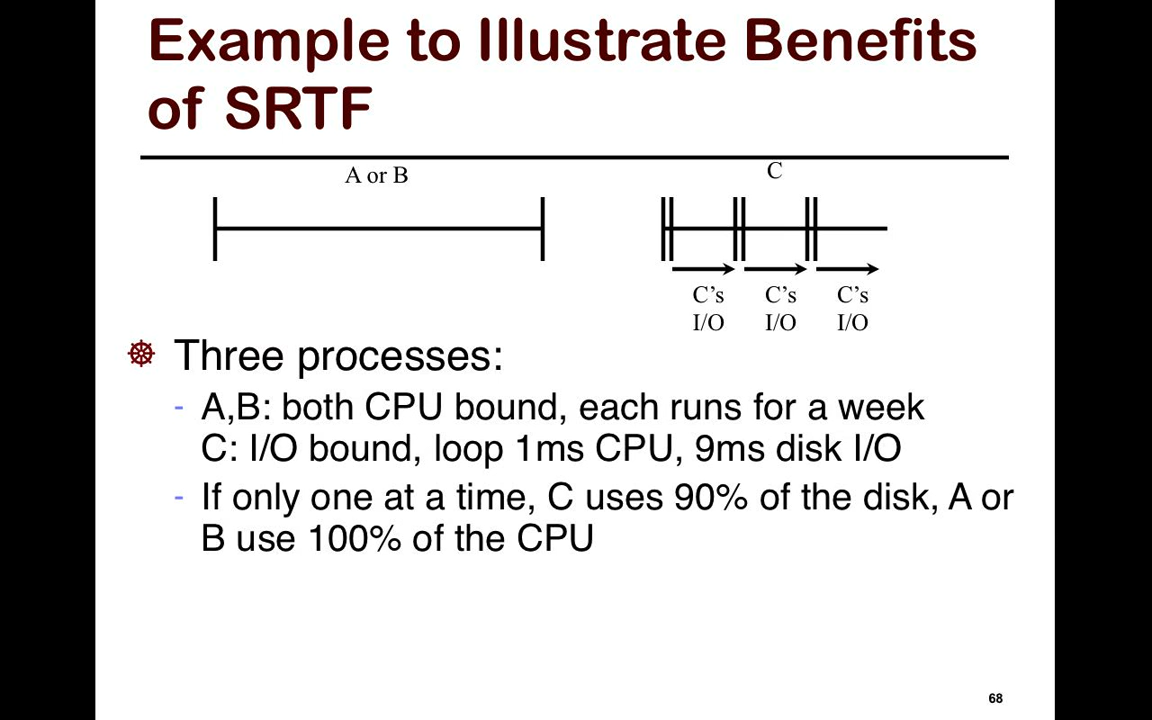 Example to Illustrate Benefits
of SRTF
A or B
C
C's
I/O
C's
I/O
C's
I/O
Three processes:
- A,B: both CPU bound, each runs for a week
C: I/O bound, loop 1ms CPU, 9ms disk I/O
- If only one at a time, C uses 90% of the disk, A or
B use 100% of the CPU
68